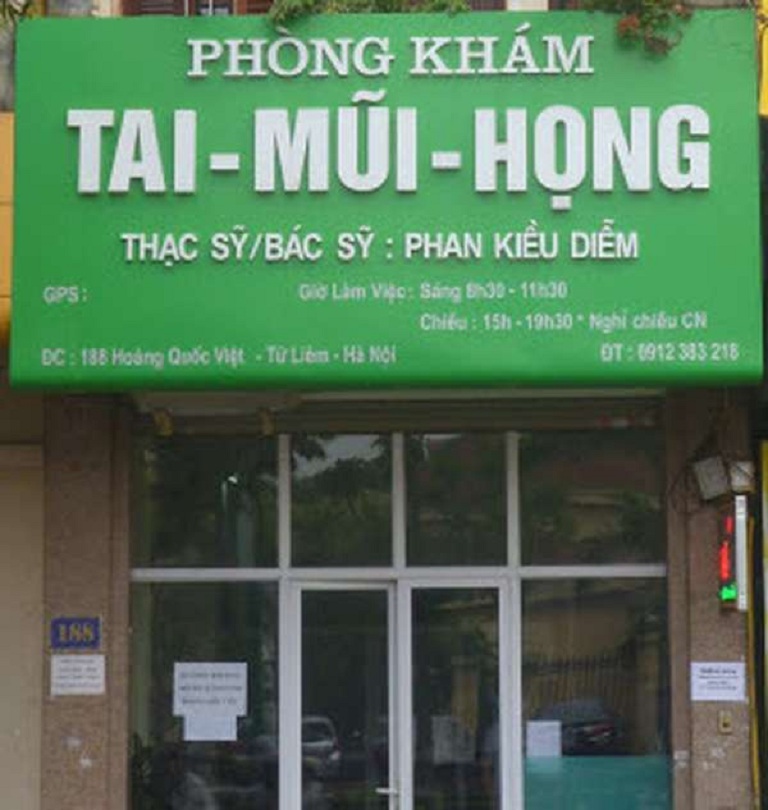 PHÒNG KHÁM
TAI-MŨI-HỌNG
THẠC SỸ/BÁC SỸ : PHAN KIỀU DIỄM
GPS :
Giờ Làm Việc : Sáng 8h30 - 11h30
Chiều : 15h - 19h30 * Nghỉ chiều CN
ĐC : 188 Hoàng Quốc Việt - Từ Liêm - Hà Nội
ĐT : 0912 383 218
188